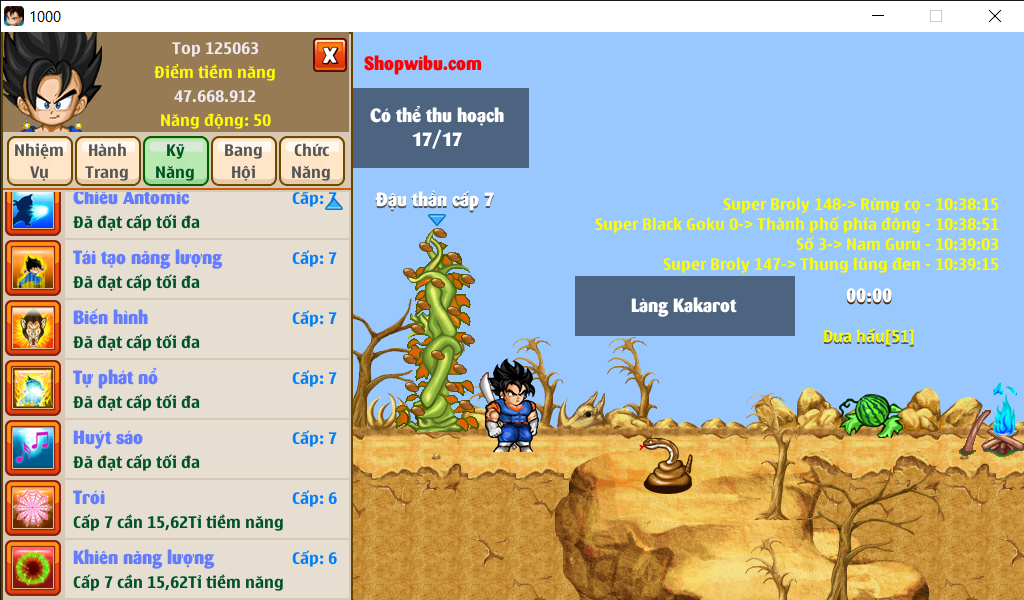 1000
Top 125063
Điểm tiềm năng
47.668.912
Năng động: 50
X
Nhiệm Vụ
Hành Trang
Kỹ Năng
Bang Hội
Chức Năng
Chiêu Antomic
Cấp:
Đã đạt cấp tối đa
Tái tạo năng lượng
Cấp: 7
Đã đạt cấp tối đa
Biến hình
Cấp: 7
Đã đạt cấp tối đa
Tự phát nổ
Cấp: 7
Đã đạt cấp tối đa
Huýt sáo
Cấp: 7
Đã đạt cấp tối đa
Trói
Cấp: 6
Cấp 7 cần 15,62Tỉ tiềm năng
Khiên năng lượng
Cấp: 6
Cấp 7 cần 15,62Tỉ tiềm năng
Shopwibu.com
Có thể thu hoạch
17/17
Đậu thần cấp 7
Super Broly 148-> Rừng cọ - 10:38:15
Super Black Goku 0-> Thành phố phía đông - 10:38:51
Số 3-> Nam Guru - 10:39:03
Super Broly 147-> Thung lũng đen - 10:39:15
Làng Kakarot
00:00
Dưa hấu[51]